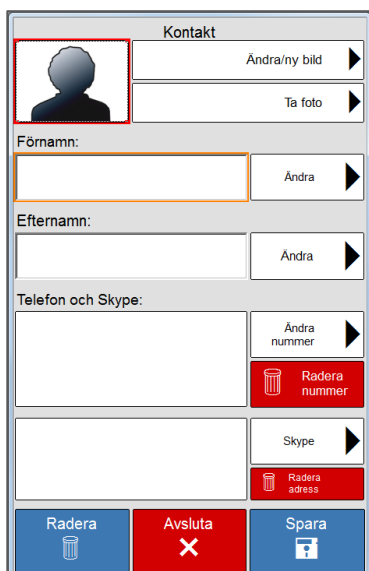 Kontakt
Ändra/ny bild
Ta foto
Förnamn:
Ändra
Efternamn:
Ändra
Telefon och Skype:
Ändra
nummer
Radera
nummer
Skype
Radera
adress
Radera
Avsluta
Spara